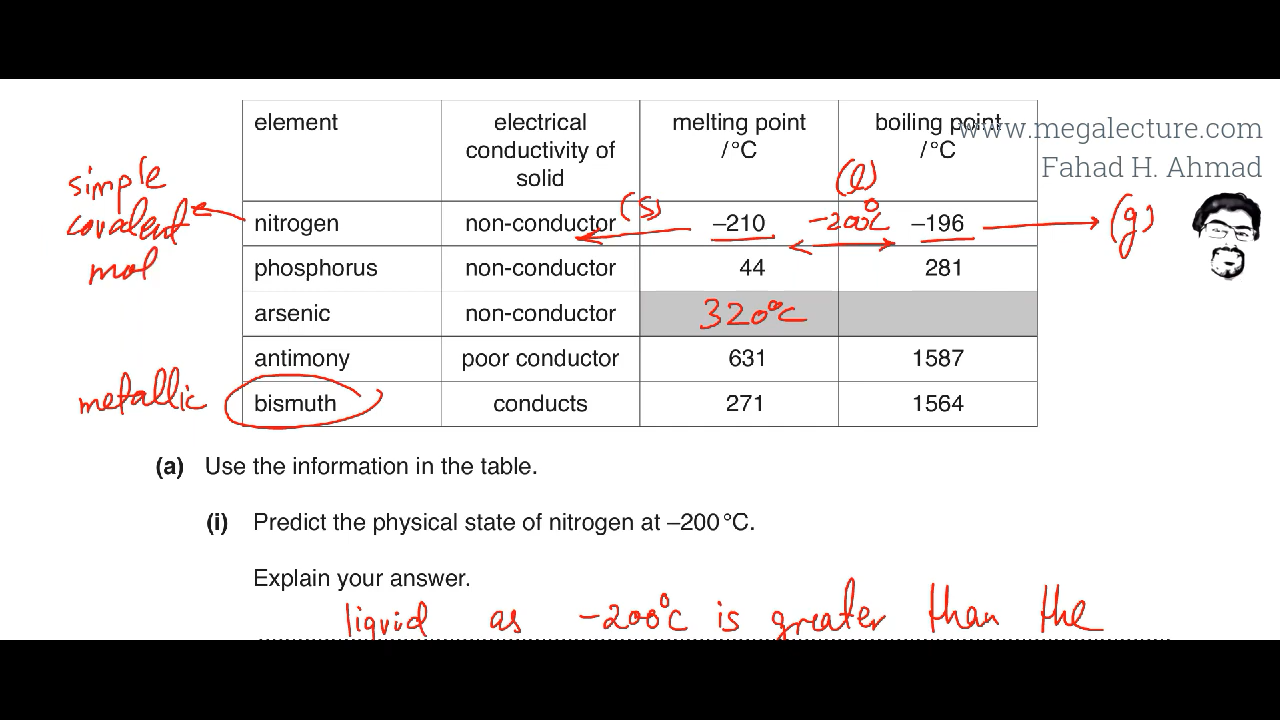 www.megalecture.com
Fahad H. Ahmad
element electrical conductivity of solid melting point /°C boiling point /°C
simple covalent mol
nitrogen non-conductor (s) –210 –200°C (l) –196 (g)
phosphorus non-conductor 44 281
arsenic non-conductor 320°C
antimony poor conductor 631 1587
metallic
bismuth conducts 271 1564
(a) Use the information in the table.
(i) Predict the physical state of nitrogen at –200 °C.
Explain your answer.
liquid as –200°C is greater than the